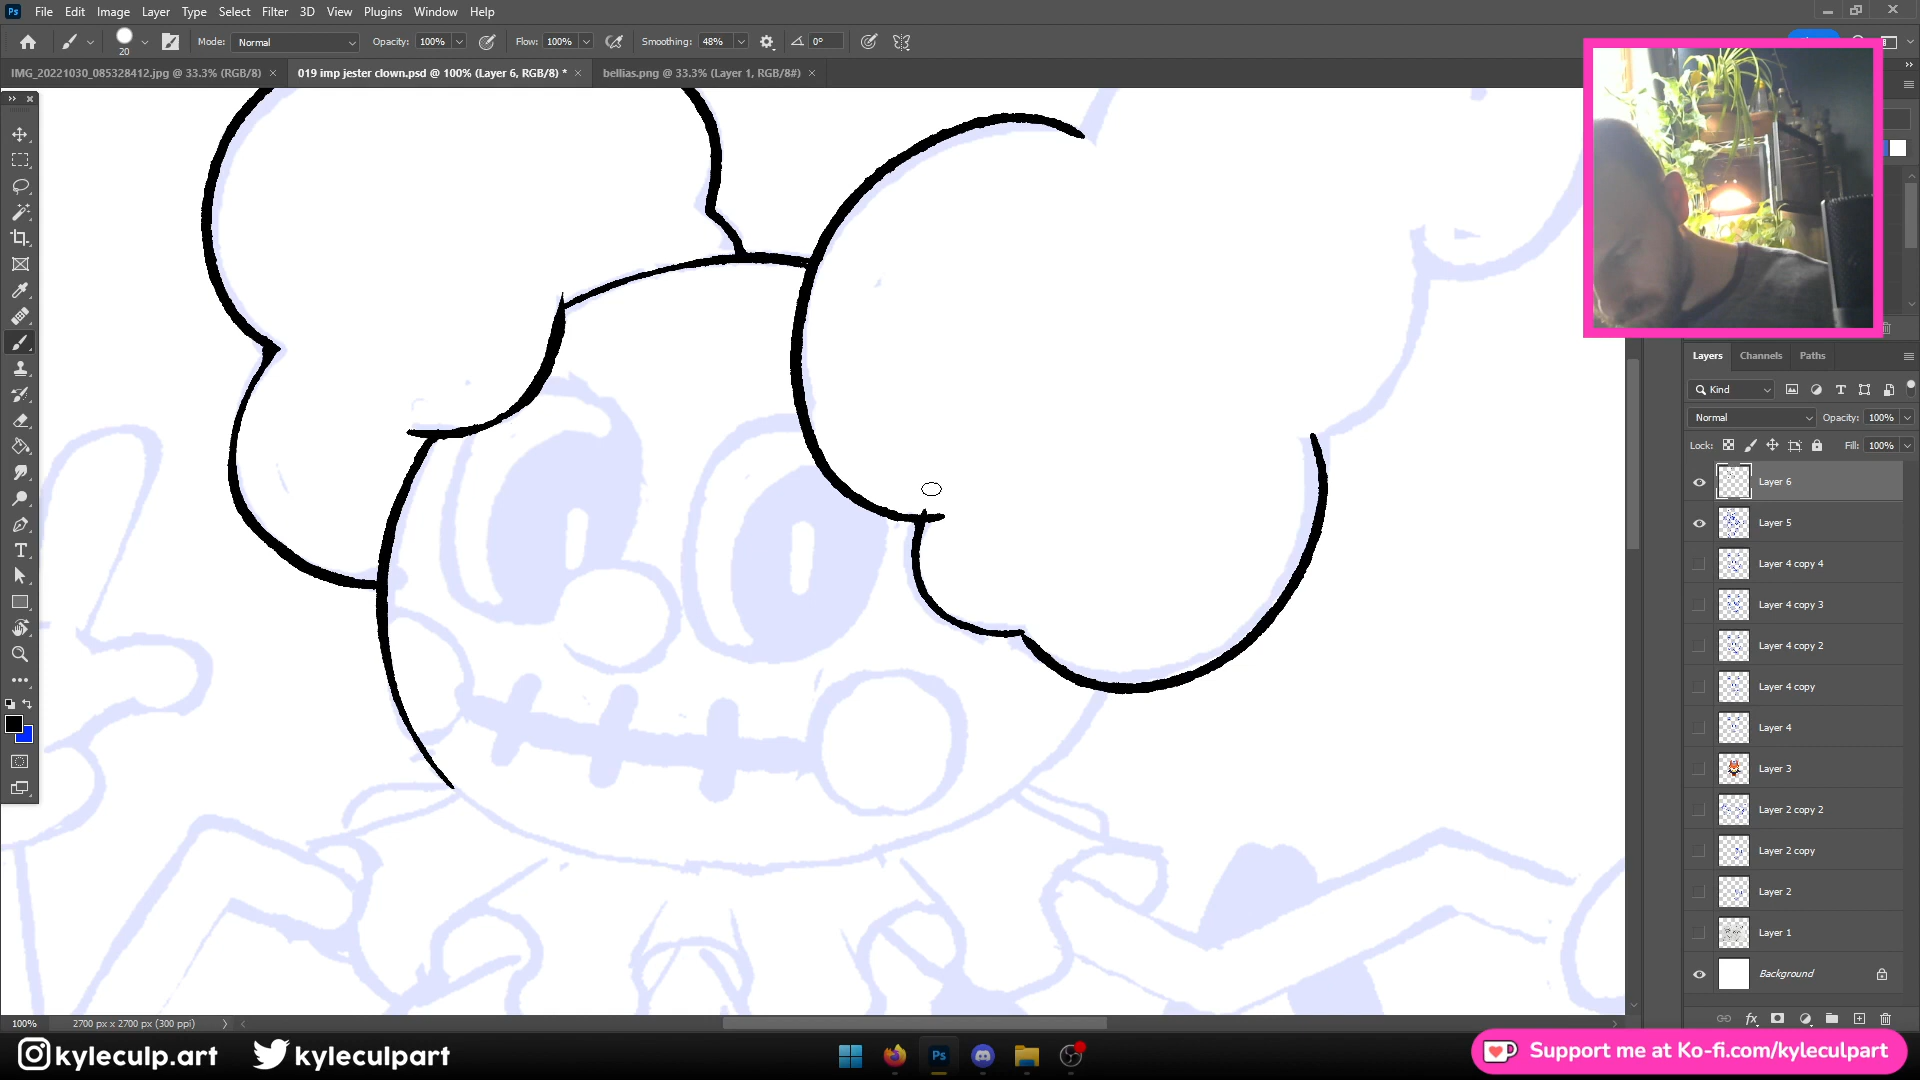 Ps File Edit Image Layer Type Select Filter 3D View Plugins Window Help
20 Mode: Normal Opacity: 100% Flow: 100% Smoothing: 48% 0°
IMG_20221030_085328412.jpg @ 33.3% (RGB/8) 019 imp jester clown.psd @ 100% (Layer 6, RGB/8) * bellias.png @ 33.3% (Layer 1, RGB/8#)
Layers Channels Paths
Kind
Normal Opacity: 100%
Lock: Fill: 100%
Layer 6
Layer 5
Layer 4 copy 4
Layer 4 copy 3
Layer 4 copy 2
Layer 4 copy
Layer 4
Layer 3
Layer 2 copy 2
Layer 2 copy
Layer 2
Layer 1
Background
fx
100% 2700 px x 2700 px (300 ppi)
kyleculp.art kyleculpart Ps Support me at Ko-fi.com/kyleculpart